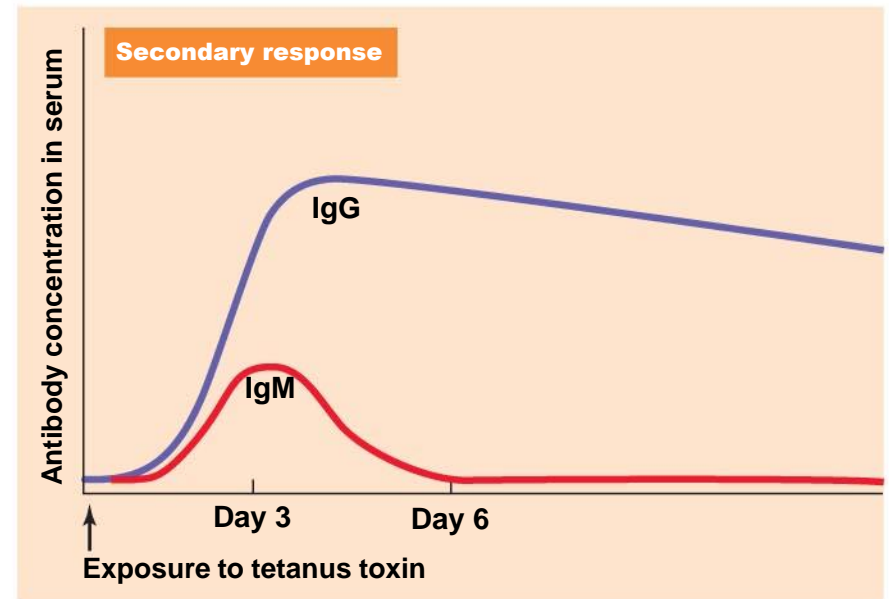 Secondary response
Antibody concentration in serum
IgG
IgM
Day 3
Day 6
Exposure to tetanus toxin